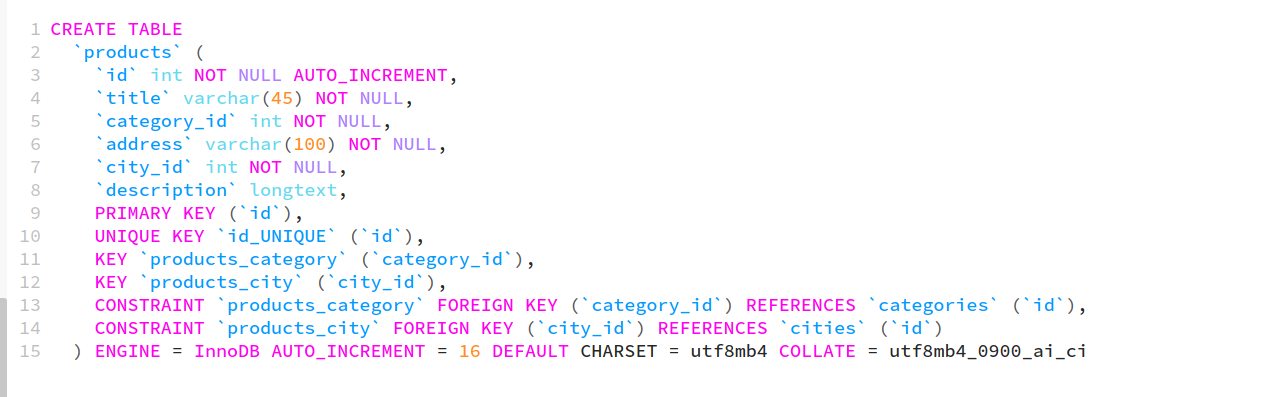 1 CREATE TABLE
2 `products` (
3 `id` int NOT NULL AUTO_INCREMENT,
4 `title` varchar(45) NOT NULL,
5 `category_id` int NOT NULL,
6 `address` varchar(100) NOT NULL,
7 `city_id` int NOT NULL,
8 `description` longtext,
9 PRIMARY KEY (`id`),
10 UNIQUE KEY `id_UNIQUE` (`id`),
11 KEY `products_category` (`category_id`),
12 KEY `products_city` (`city_id`),
13 CONSTRAINT `products_category` FOREIGN KEY (`category_id`) REFERENCES `categories` (`id`),
14 CONSTRAINT `products_city` FOREIGN KEY (`city_id`) REFERENCES `cities` (`id`)
15 ) ENGINE = InnoDB AUTO_INCREMENT = 16 DEFAULT CHARSET = utf8mb4 COLLATE = utf8mb4_0900_ai_ci